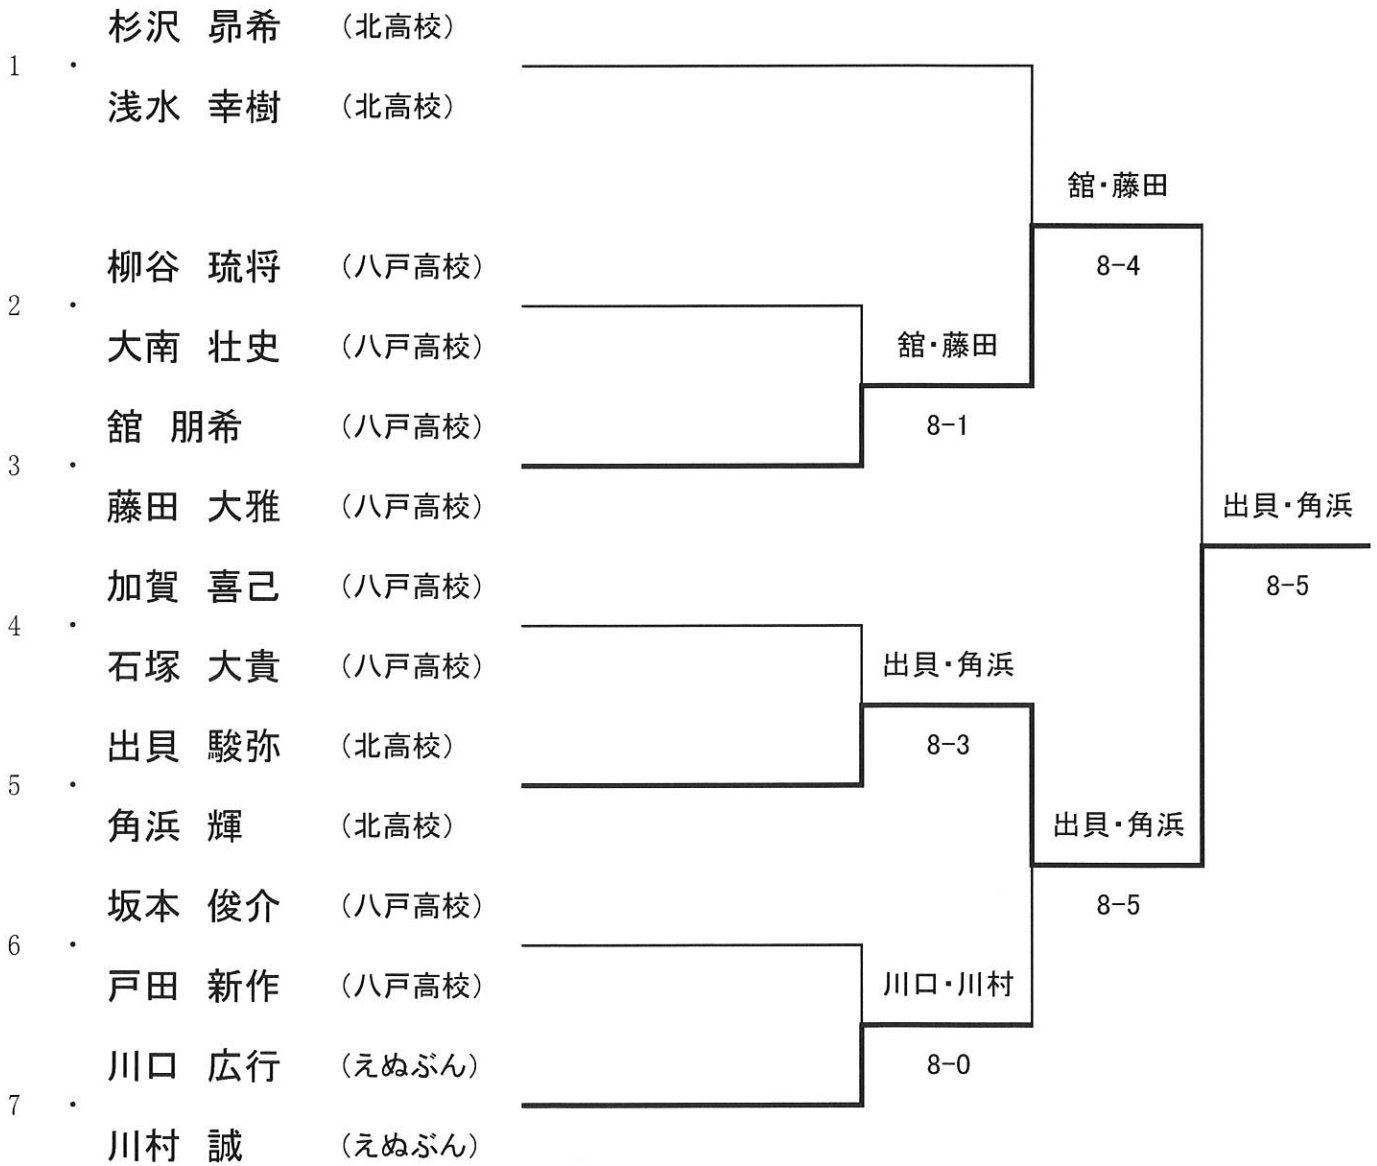 杉沢 昴希 （北高校）
1 ・
浅水 幸樹 （北高校）
舘・藤田
柳谷 琉将 （八戸高校） 8-4
2 ・
大南 壮史 （八戸高校） 舘・藤田
舘 朋希 （八戸高校） 8-1
3 ・
藤田 大雅 （八戸高校） 出貝・角浜
加賀 喜己 （八戸高校） 8-5
4 ・
石塚 大貴 （八戸高校） 出貝・角浜
出貝 駿弥 （北高校） 8-3
5 ・
角浜 輝 （北高校） 出貝・角浜
坂本 俊介 （八戸高校） 8-5
6 ・
戸田 新作 （八戸高校） 川口・川村
川口 広行 （えぬぶん） 8-0
7 ・
川村 誠 （えぬぶん）